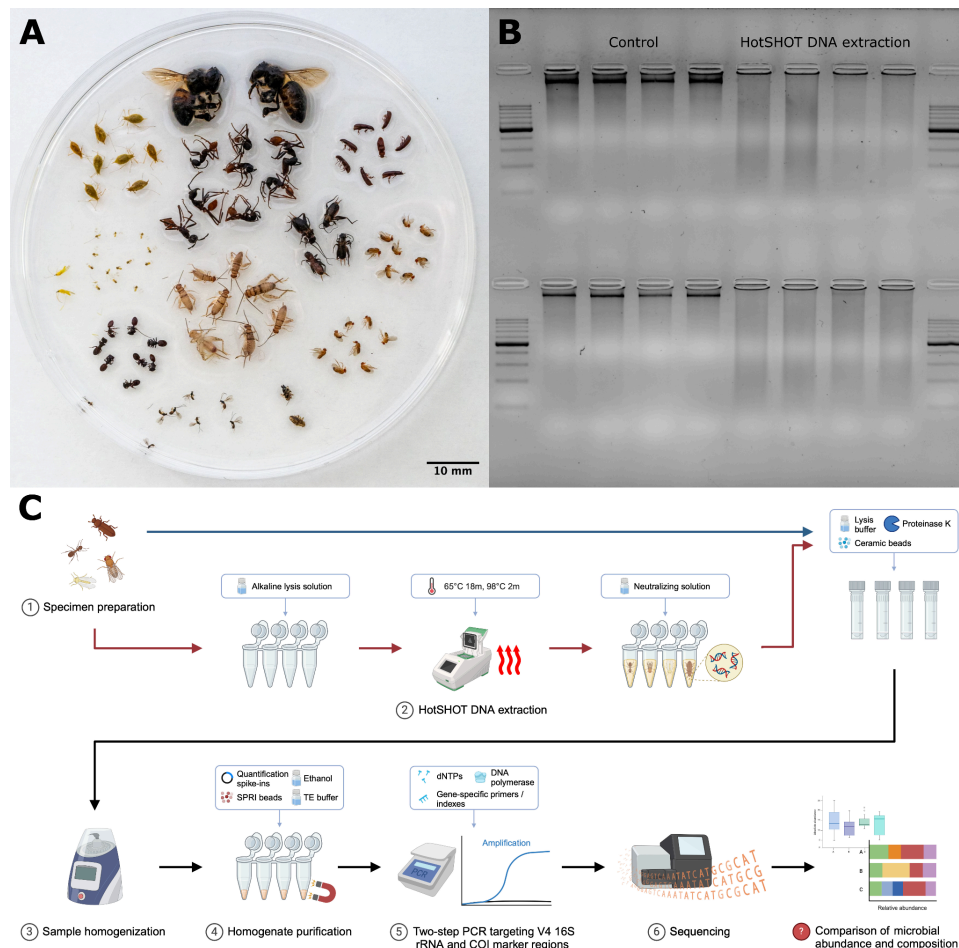 A
B
Control
HotSHOT DNA extraction
10 mm
C
Lysis
buffer
Proteinase K
Ceramic beads
Alkaline lysis solution
65°C 18m, 98°C 2m
Neutralizing solution
1 Specimen preparation
2 HotSHOT DNA extraction
Quantification
spike-ins
Ethanol
SPRI beads
TE buffer
dNTPs
DNA
polymerase
Gene-specific primers /
indexes
PCR
Amplification
A
B
C
Relative abundance
3 Sample homogenization
4 Homogenate purification
5 Two-step PCR targeting V4 16S
rRNA and COI marker regions
6 Sequencing
? Comparison of microbial
abundance and composition